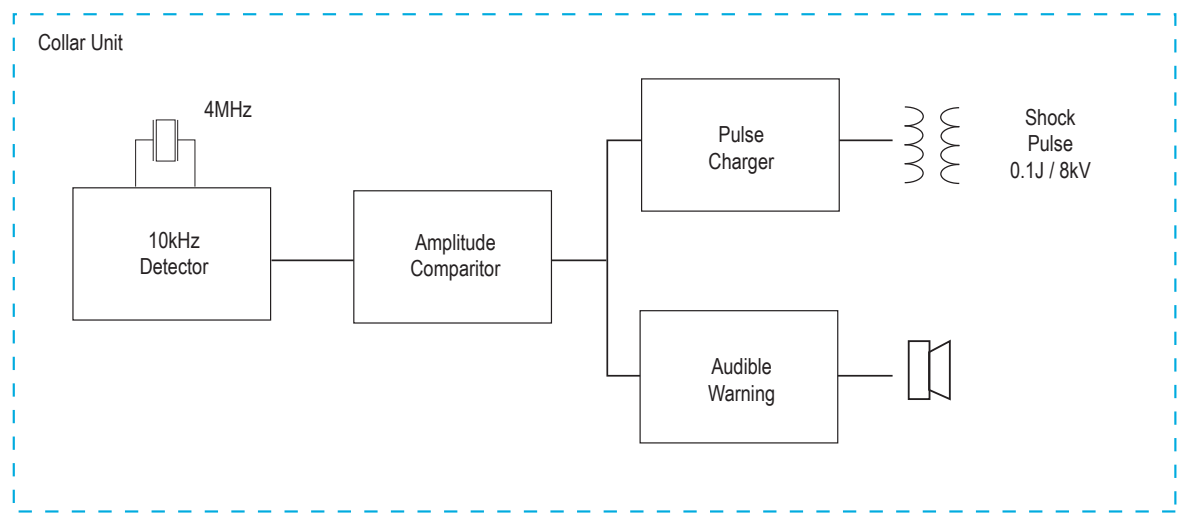 Collar Unit
4MHz
10kHz
Detector
Amplitude
Comparitor
Pulse
Charger
Shock
Pulse
0.1J / 8kV
Audible
Warning